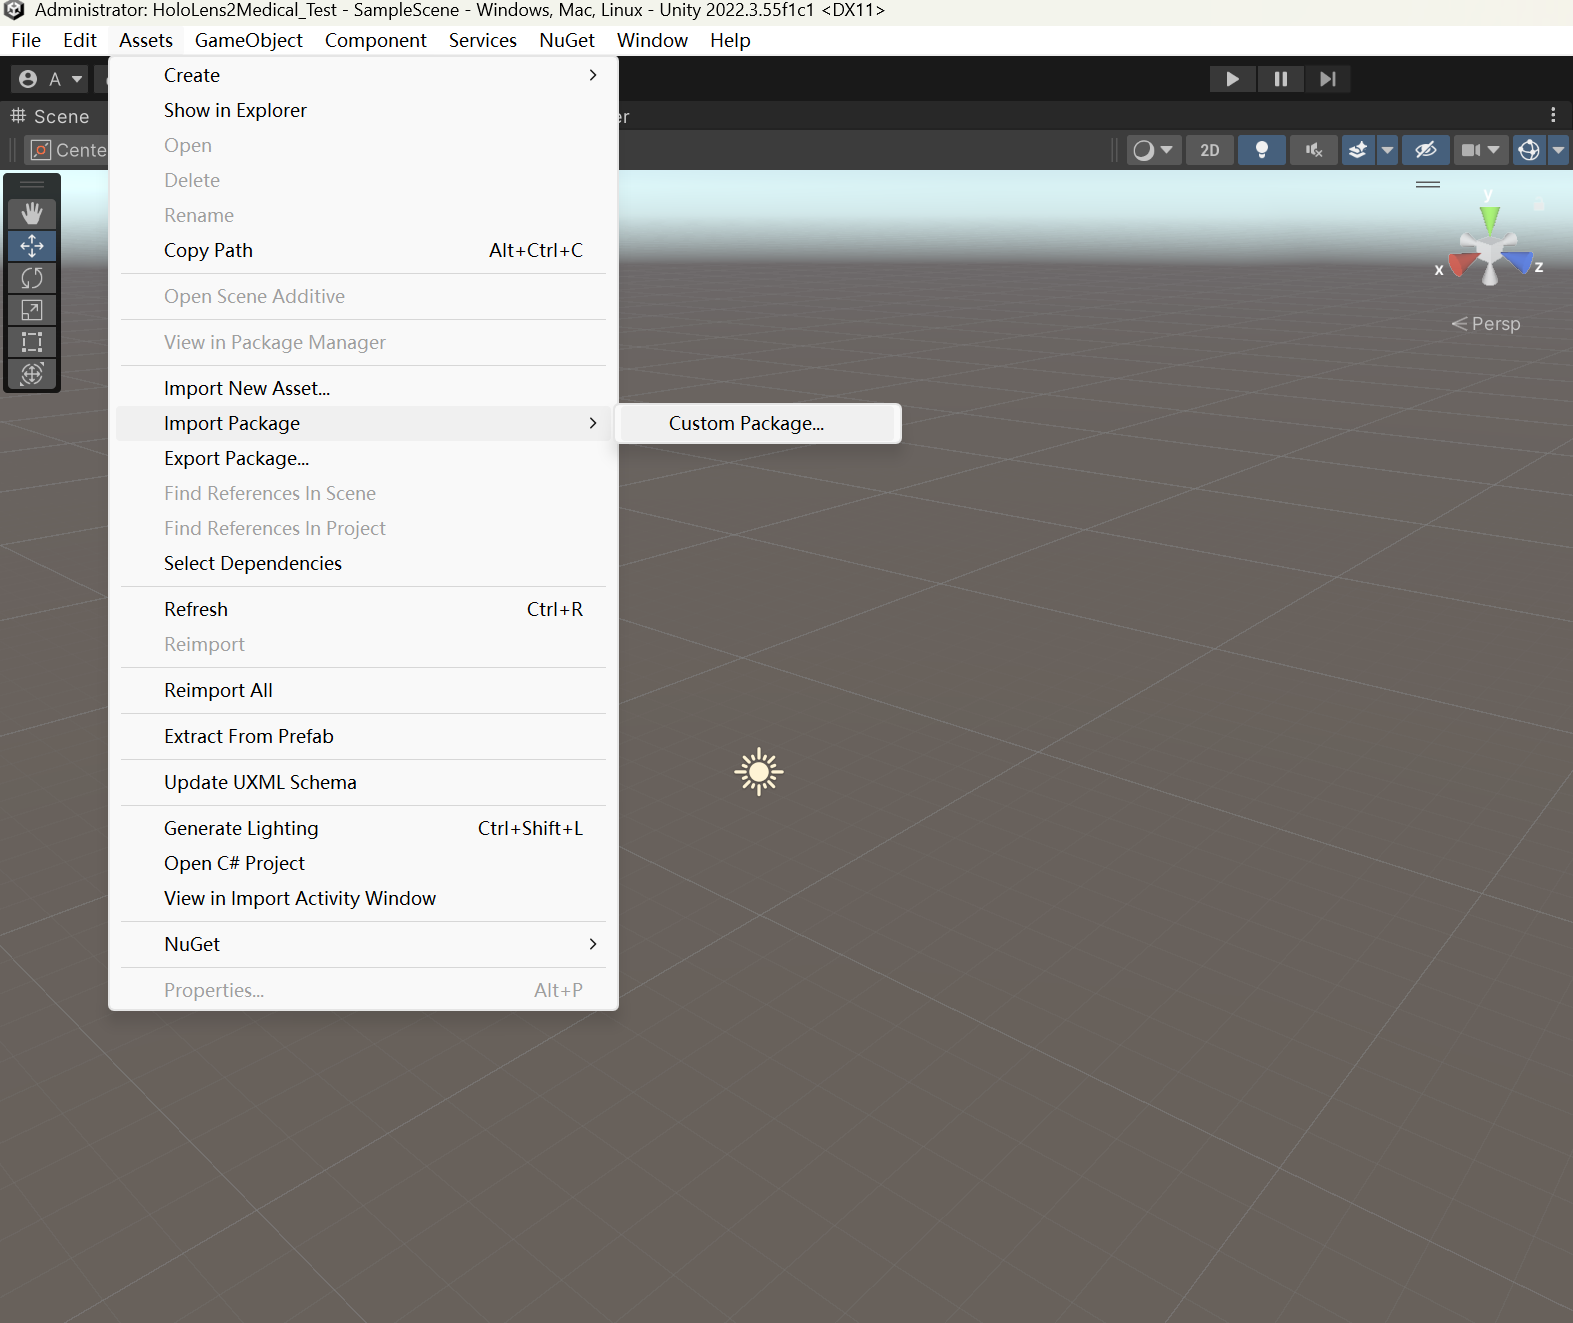 Administrator: HoloLens2Medical_Test - SampleScene - Windows, Mac, Linux - Unity 2022.3.55f1c1 <DX11>
File Edit Assets GameObject Component Services NuGet Window Help
A
Scene
er
Cente
2D
Create
Show in Explorer
Open
Delete
Rename
Copy Path Alt+Ctrl+C
Open Scene Additive
View in Package Manager
Import New Asset...
Import Package
Custom Package...
Export Package...
Find References In Scene
Find References In Project
Select Dependencies
Refresh Ctrl+R
Reimport
Reimport All
Extract From Prefab
Update UXML Schema
Generate Lighting Ctrl+Shift+L
Open C# Project
View in Import Activity Window
NuGet
Properties... Alt+P
y
x
z
Persp